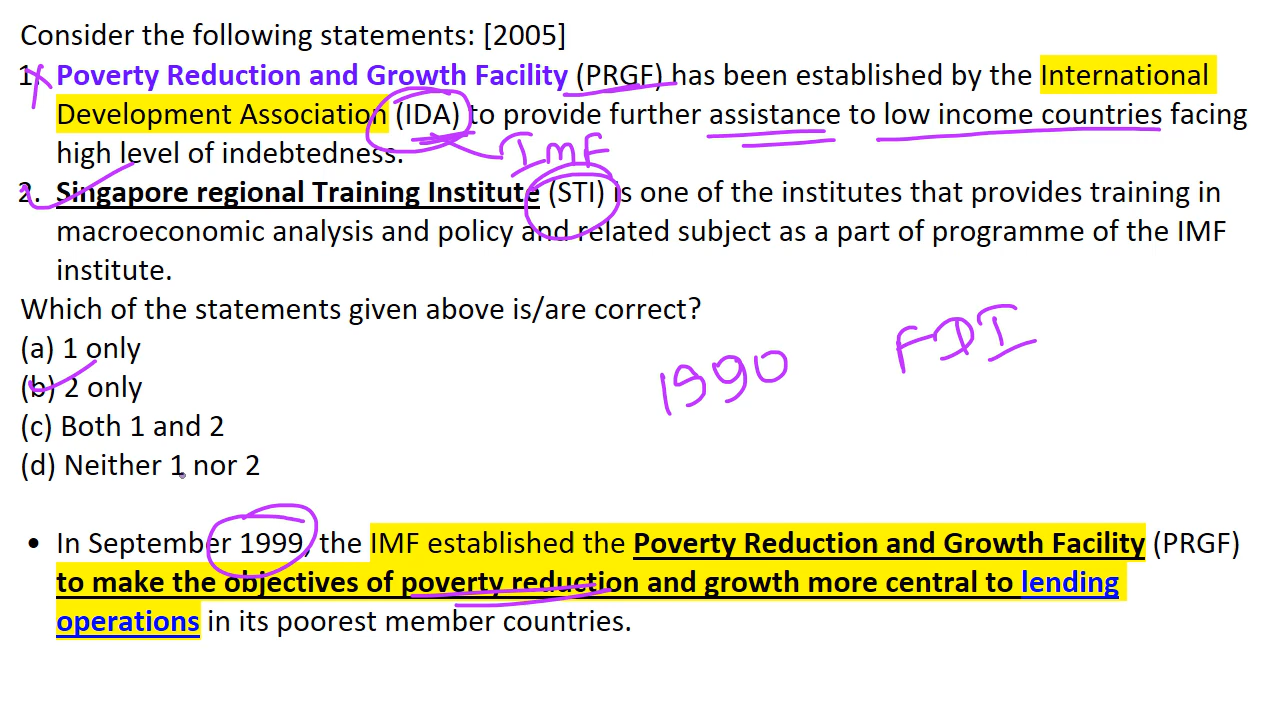 Consider the following statements: [2005]
1. Poverty Reduction and Growth Facility (PRGF) has been established by the International
Development Association (IDA) to provide further assistance to low income countries facing
high level of indebtedness.
IMF
2. Singapore regional Training Institute (STI) is one of the institutes that provides training in
macroeconomic analysis and policy and related subject as a part of programme of the IMF
institute.
Which of the statements given above is/are correct?
(a) 1 only
(b) 2 only
(c) Both 1 and 2
(d) Neither 1 nor 2
FDI
1990
• In September 1999, the IMF established the Poverty Reduction and Growth Facility (PRGF)
to make the objectives of poverty reduction and growth more central to lending
operations in its poorest member countries.